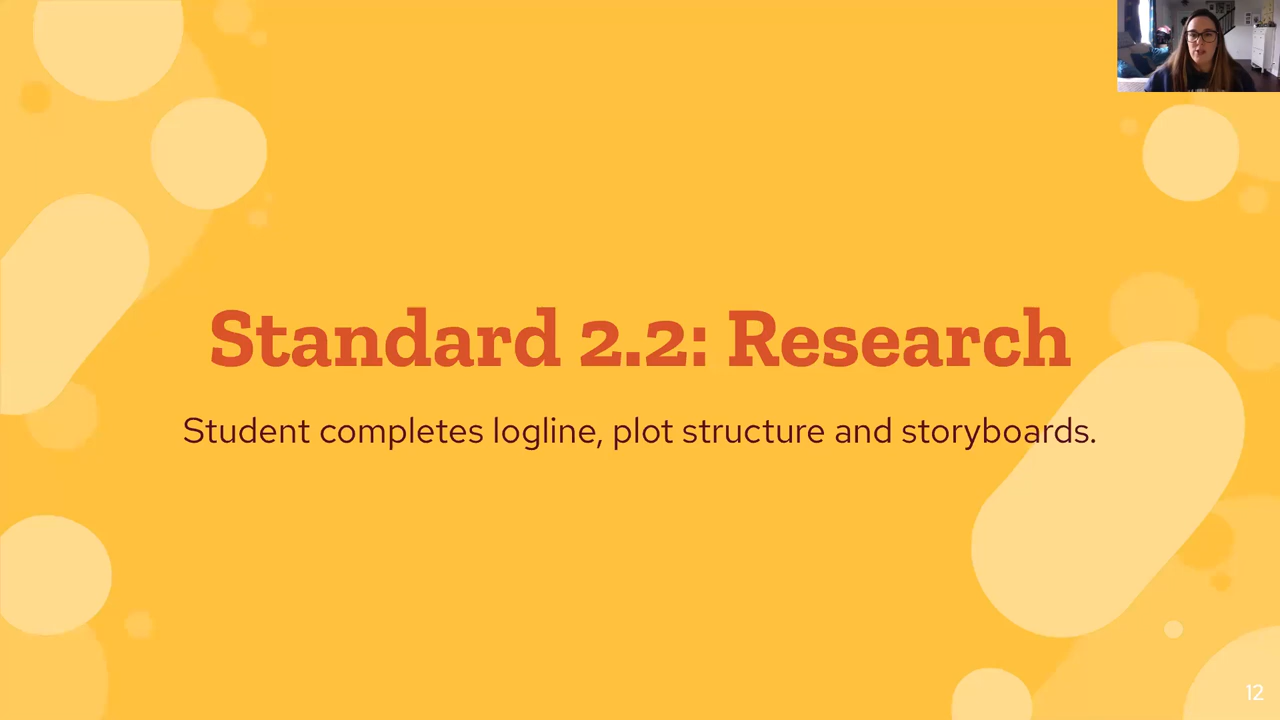 Standard 2.2: Research
Student completes logline, plot structure and storyboards.
12